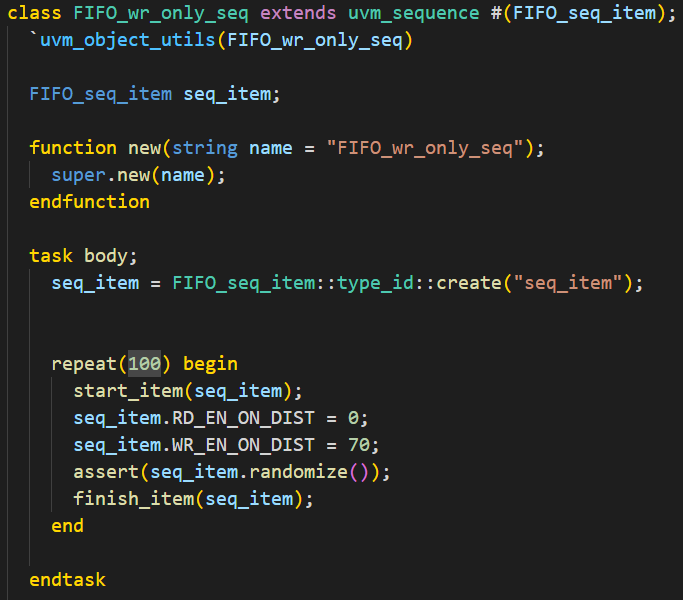 class FIFO_wr_only_seq extends uvm_sequence #(FIFO_seq_item);
`uvm_object_utils(FIFO_wr_only_seq)
FIFO_seq_item seq_item;
function new(string name = "FIFO_wr_only_seq");
super.new(name);
endfunction
task body;
seq_item = FIFO_seq_item::type_id::create("seq_item");
repeat(100) begin
start_item(seq_item);
seq_item.RD_EN_ON_DIST = 0;
seq_item.WR_EN_ON_DIST = 70;
assert(seq_item.randomize());
finish_item(seq_item);
end
endtask